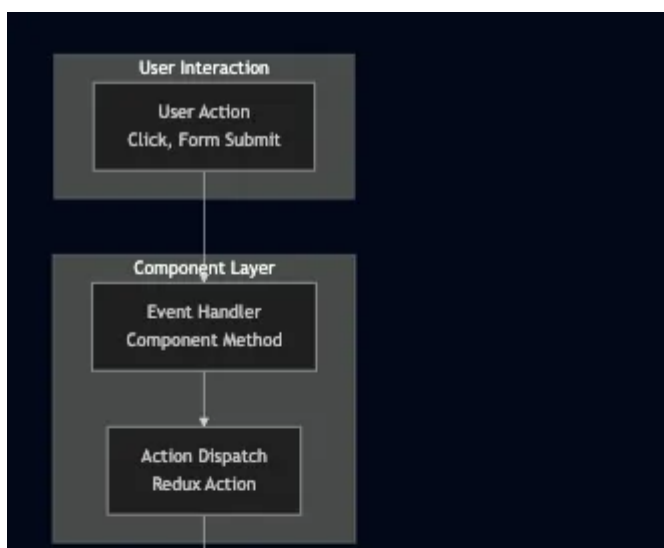 User Interaction
User Action
Click, Form Submit
Component Layer
Event Handler
Component Method
Action Dispatch
Redux Action